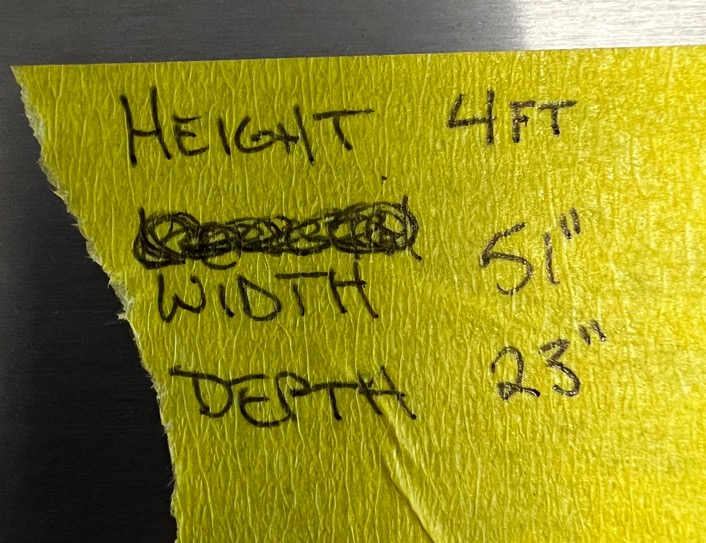 HEIGHT 4FT
WIDTH 51"
DEPTH 23"